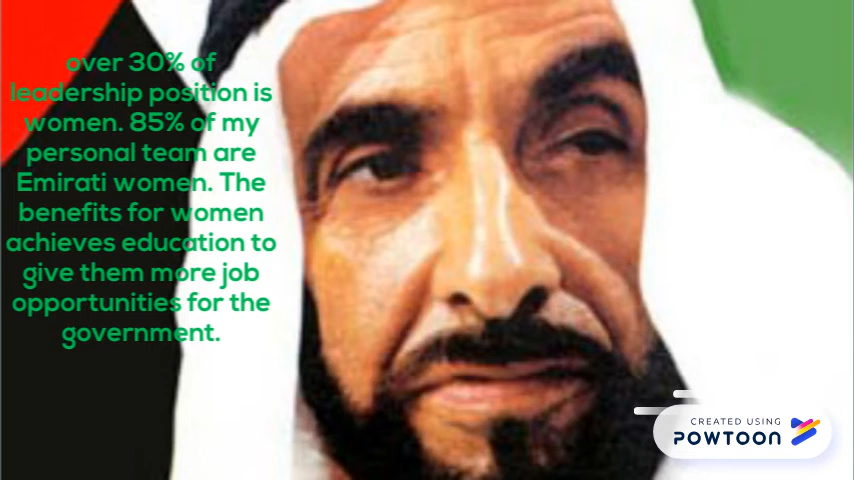 over 30% of
leadership position is
women. 85% of my
personal team are
Emirati women. The
benefits for women
achieves education to
give them more job
opportunities for the
government.
CREATED USING
POWTOON